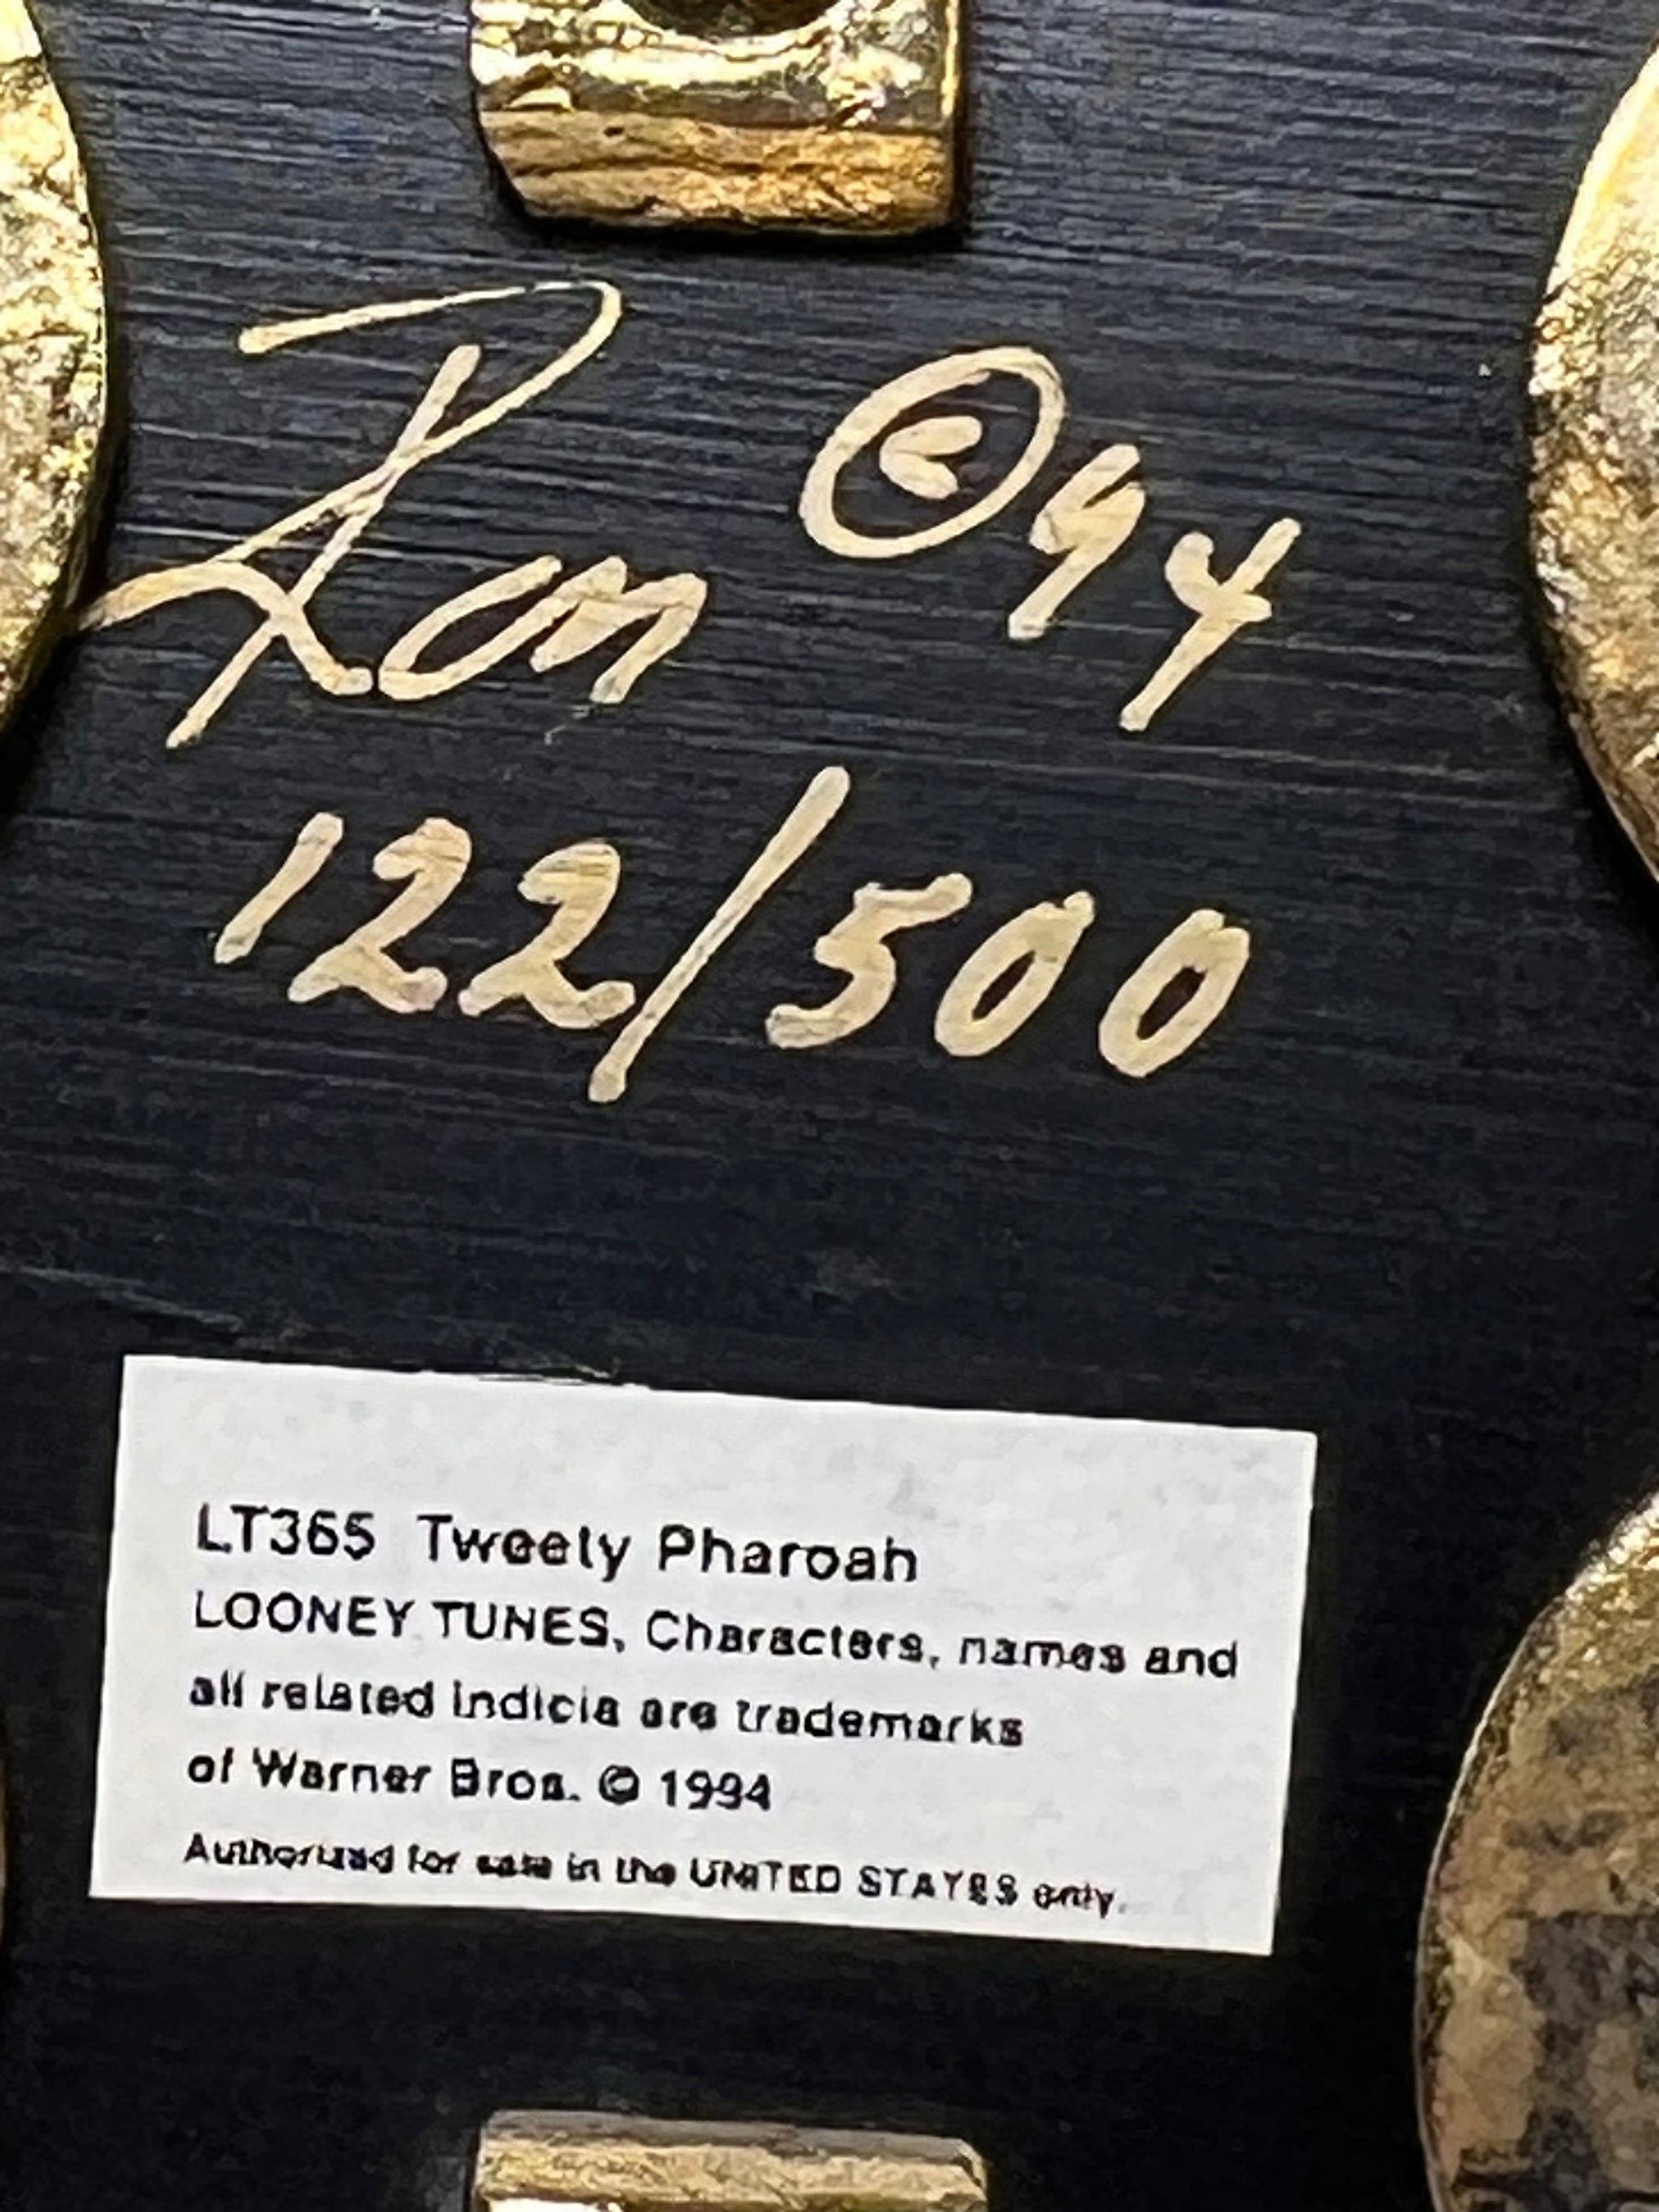 Ron © 94
122/500
LT365 Tweety Pharoah
LOONEY TUNES, Characters, names and
all related indicia are trademarks
of Warner Bros. © 1994
Authorized for sale in the UNITED STATES only.